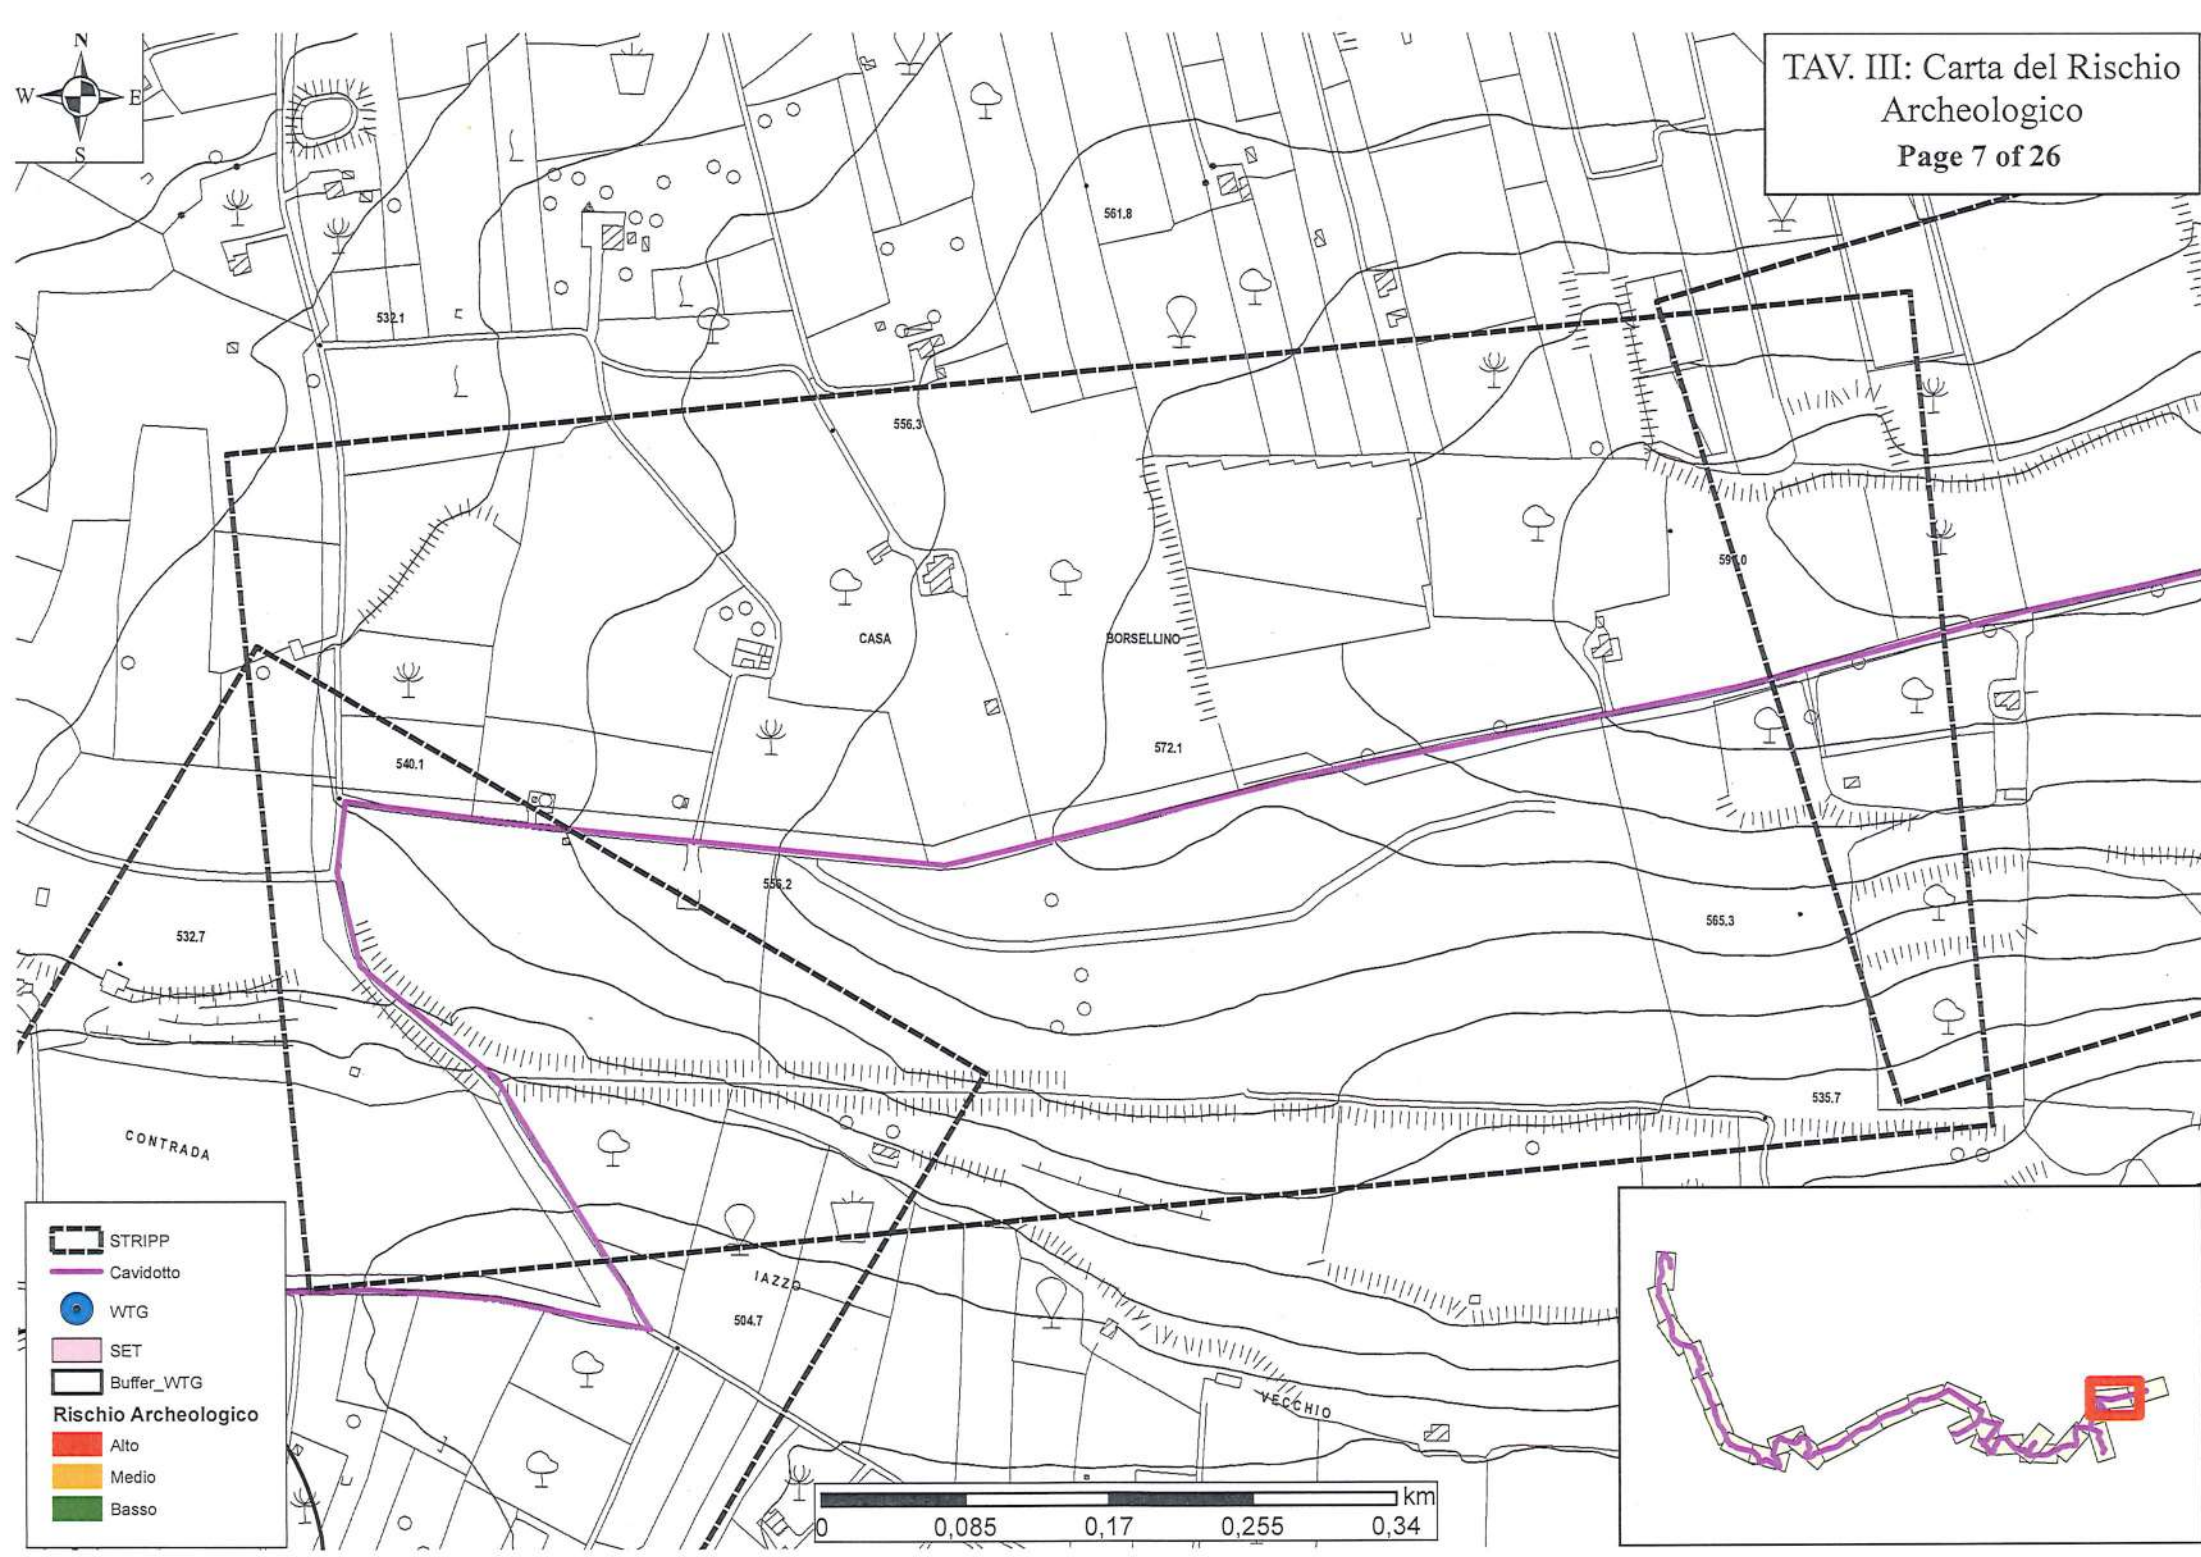 N
W E
S
TAV. III: Carta del Rischio
Archeologico
Page 7 of 26
561.8
532.1
556.3
CASA
BORSELLINO
572.1
540.1
556.2
532.7
565.3
535.7
CONTRADA
IAZZO
504.7
VECCHIO
STRIPP
Cavidotto
WTG
SET
Buffer_WTG
Rischio Archeologico
Alto
Medio
Basso
km
0 0,085 0,17 0,255 0,34